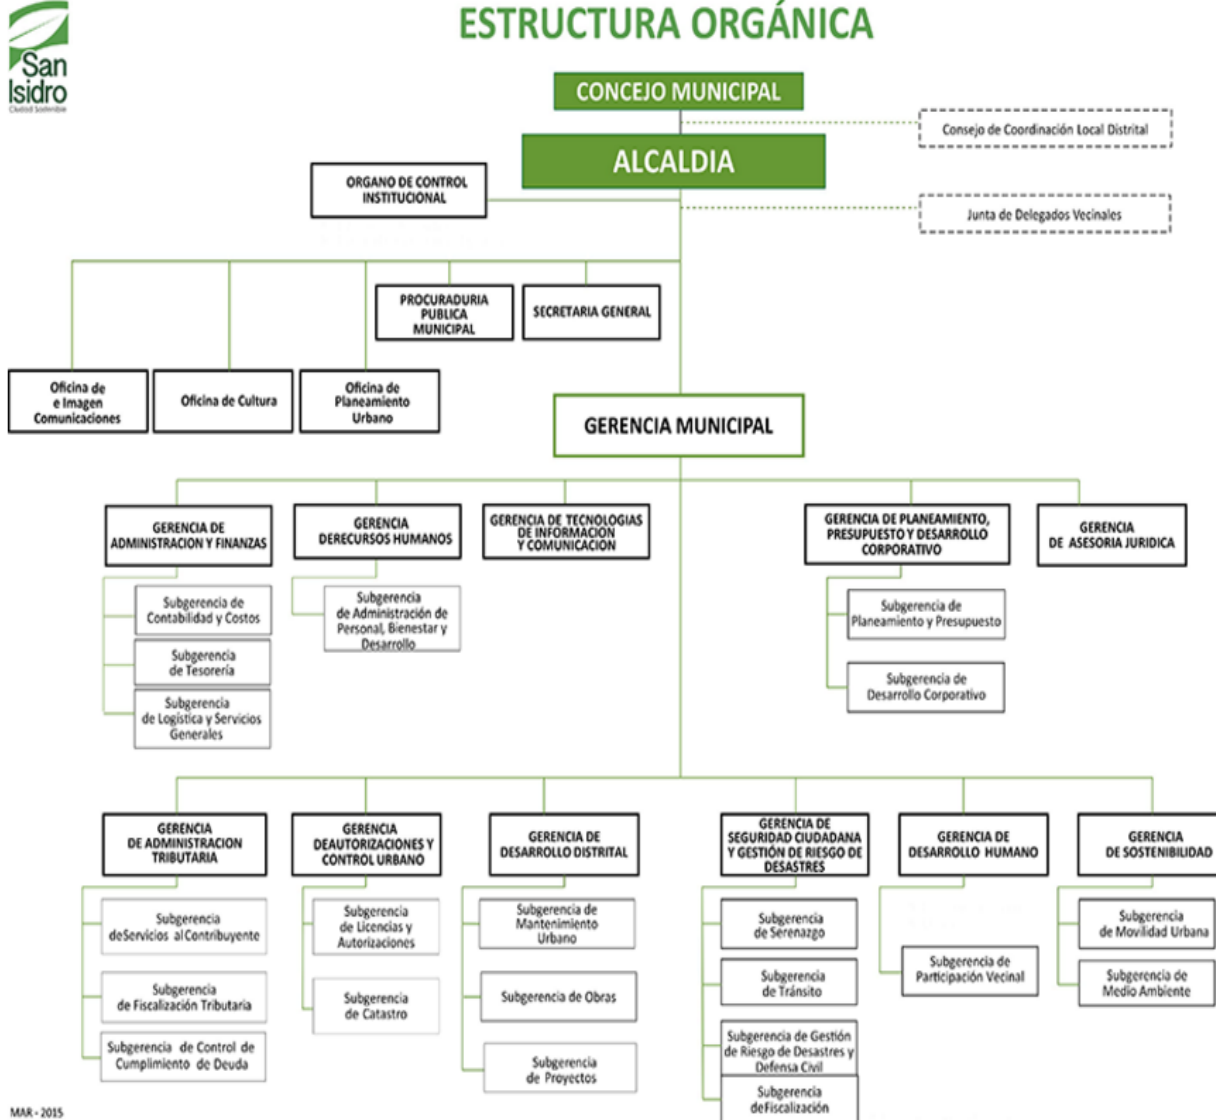 ESTRUCTURA ORGÁNICA
San
Isidro
Ciudad Sostenible
CONCEJO MUNICIPAL
Consejo de Coordinación Local Distrital
ALCALDIA
ORGANO DE CONTROL
INSTITUCIONAL
Junta de Delegados Vecinales
PROCURADURIA
PUBLICA
MUNICIPAL
SECRETARIA GENERAL
Oficina de
e Imagen
Comunicaciones
Oficina de Cultura
Oficina de
Planeamiento
Urbano
GERENCIA MUNICIPAL
GERENCIA DE
ADMINISTRACION Y FINANZAS
GERENCIA
DERECURSOS HUMANOS
GERENCIA DE TECNOLOGIAS
DE INFORMACION
Y COMUNICACION
GERENCIA DE PLANEAMIENTO,
PRESUPUESTO Y DESARROLLO
CORPORATIVO
GERENCIA
DE ASESORIA JURIDICA
Subgerencia de
Contabilidad y Costos
Subgerencia
de Tesorería
Subgerencia
de Logística y Servicios
Generales
Subgerencia
de Administración de
Personal, Bienestar y
Desarrollo
Subgerencia de
Planeamiento y Presupuesto
Subgerencia de
Desarrollo Corporativo
GERENCIA
DE ADMINISTRACION
TRIBUTARIA
GERENCIA
DEAUTORIZACIONES Y
CONTROL URBANO
GERENCIA DE
DESARROLLO DISTRITAL
GERENCIA DE
SEGURIDAD CIUDADANA
Y GESTIÓN DE RIESGO DE
DESASTRES
GERENCIA DE
DESARROLLO HUMANO
GERENCIA
DE SOSTENIBILIDAD
Subgerencia
deServicios alContribuyente
Subgerencia
de Fiscalización Tributaria
Subgerencia de Control de
Cumplimiento de Deuda
Subgerencia
de Licencias y
Autorizaciones
Subgerencia
de Catastro
Subgerencia de
Mantenimiento
Urbano
Subgerencia de Obras
Subgerencia
de Proyectos
Subgerencia
de Serenazgo
Subgerencia
de Tránsito
Subgerencia de Gestión
de Riesgo de Desastres y
Defensa Civil
Subgerencia
deFiscalización
Subgerencia de
Participación Vecinal
Subgerencia
de Movilidad Urbana
Subgerencia de
Medio Ambiente
MAR - 2015